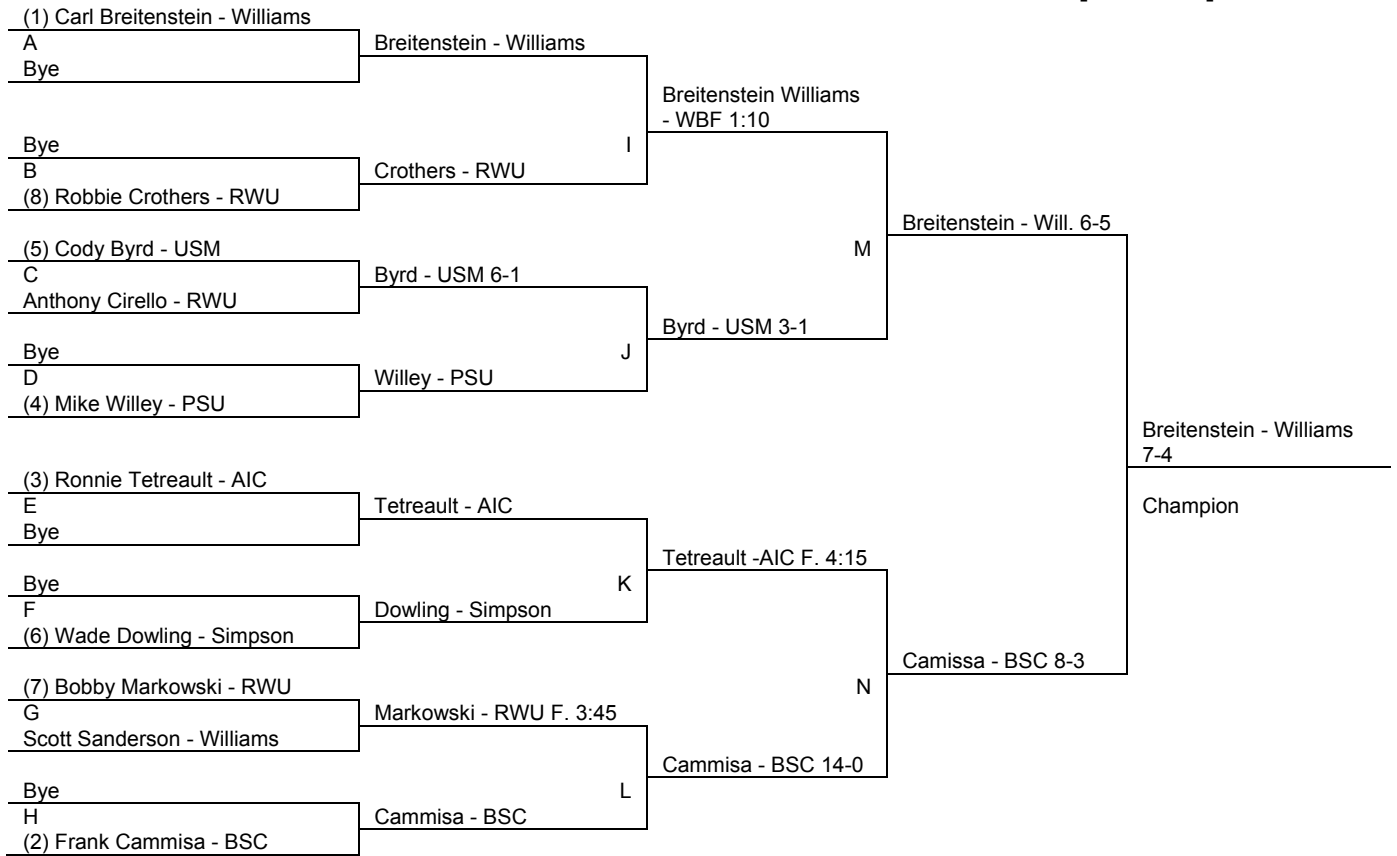 (1) Carl Breitenstein - Williams
A
Bye
Breitenstein - Williams
Breitenstein Williams
- WBF 1:10
Bye
I
B
Crothers - RWU
(8) Robbie Crothers - RWU
Breitenstein - Will. 6-5
(5) Cody Byrd - USM
M
C
Byrd - USM 6-1
Anthony Cirello - RWU
Byrd - USM 3-1
Bye
J
D
Willey - PSU
(4) Mike Willey - PSU
Breitenstein - Williams
7-4
(3) Ronnie Tetreault - AIC
E
Tetreault - AIC
Champion
Bye
Tetreault -AIC F. 4:15
Bye
K
F
Dowling - Simpson
(6) Wade Dowling - Simpson
Camissa - BSC 8-3
(7) Bobby Markowski - RWU
N
G
Markowski - RWU F. 3:45
Scott Sanderson - Williams
Cammisa - BSC 14-0
Bye
L
H
Cammisa - BSC
(2) Frank Cammisa - BSC